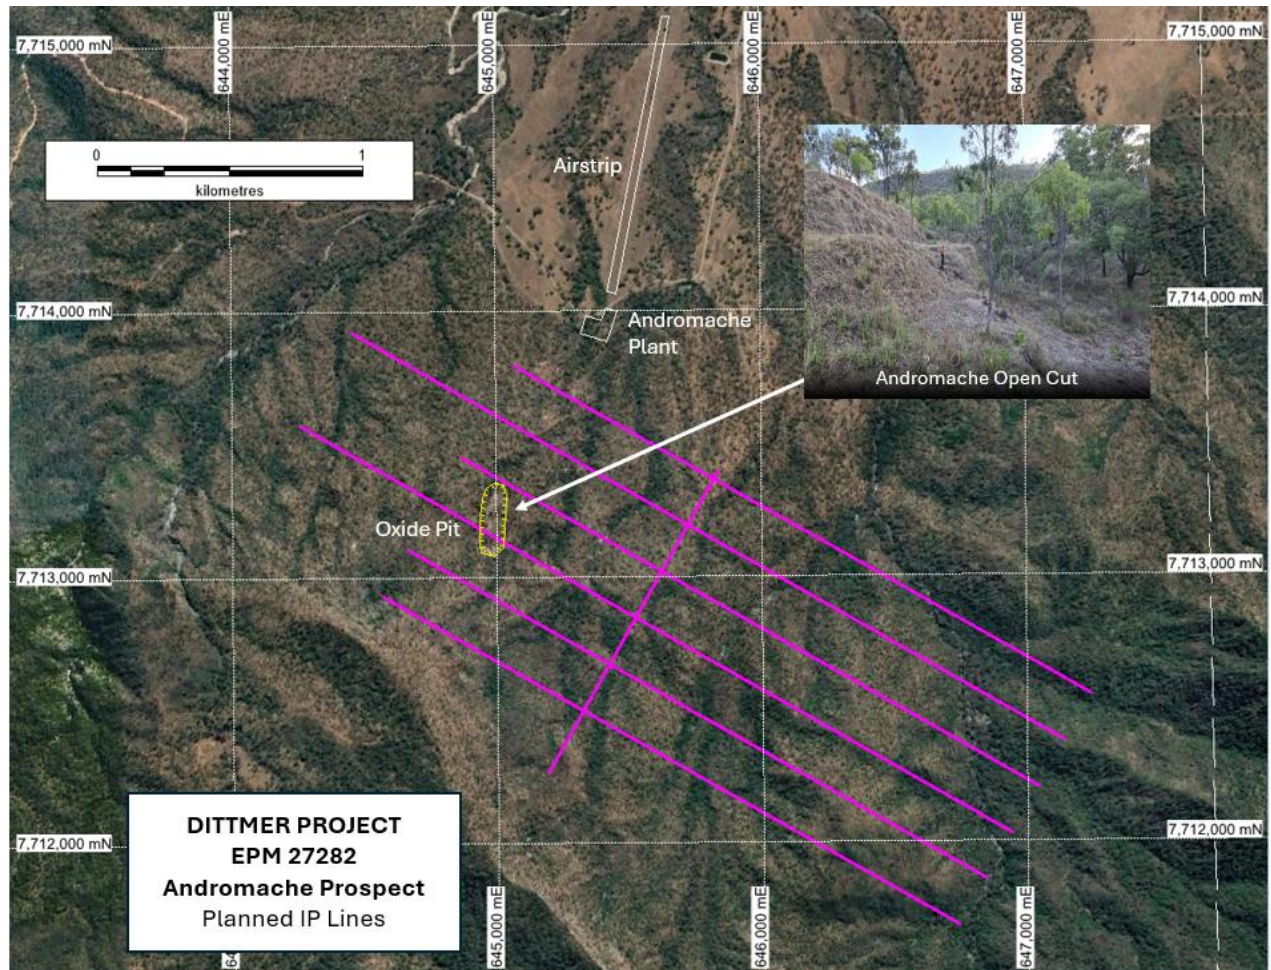 7,715,000 mN
644,000 mE
645,000 mE
646,000 mE
647,000 mE
7,715,000 mN
0 1
kilometres
Airstrip
7,714,000 mN
7,714,000 mN
Andromache
Plant
Andromache Open Cut
Oxide Pit
7,713,000 mN
7,713,000 mN
7,712,000 mN
7,712,000 mN
DITTMER PROJECT
EPM 27282
Andromache Prospect
Planned IP Lines
64
645,000 mE
646,000 mE
647,000 mE